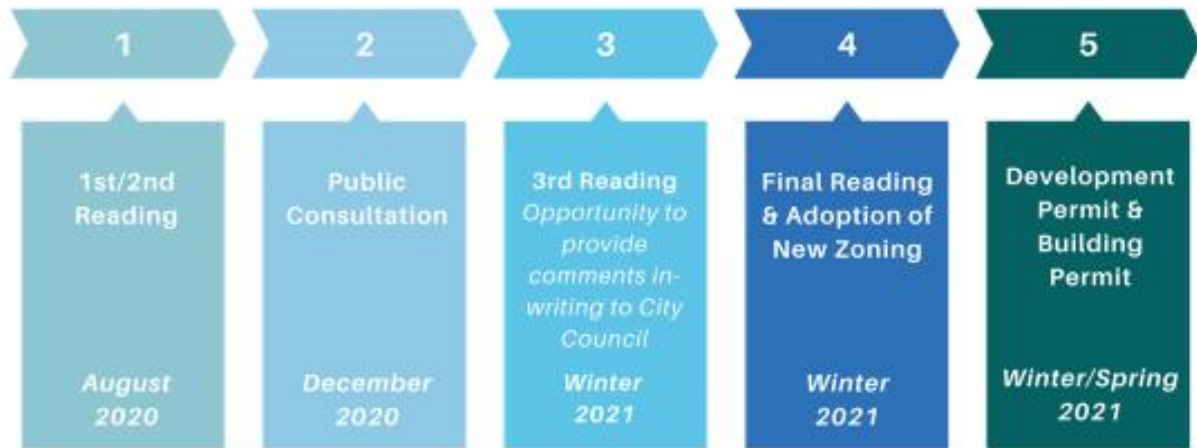 1
2
3
4
5
1st/2nd
Reading
August
2020
Public
Consultation
December
2020
3rd Reading
Opportunity to
provide
comments in-
writing to City
Council
Winter
2021
Final Reading
& Adoption of
New Zoning
Winter
2021
Development
Permit &
Building
Permit
Winter/Spring
2021